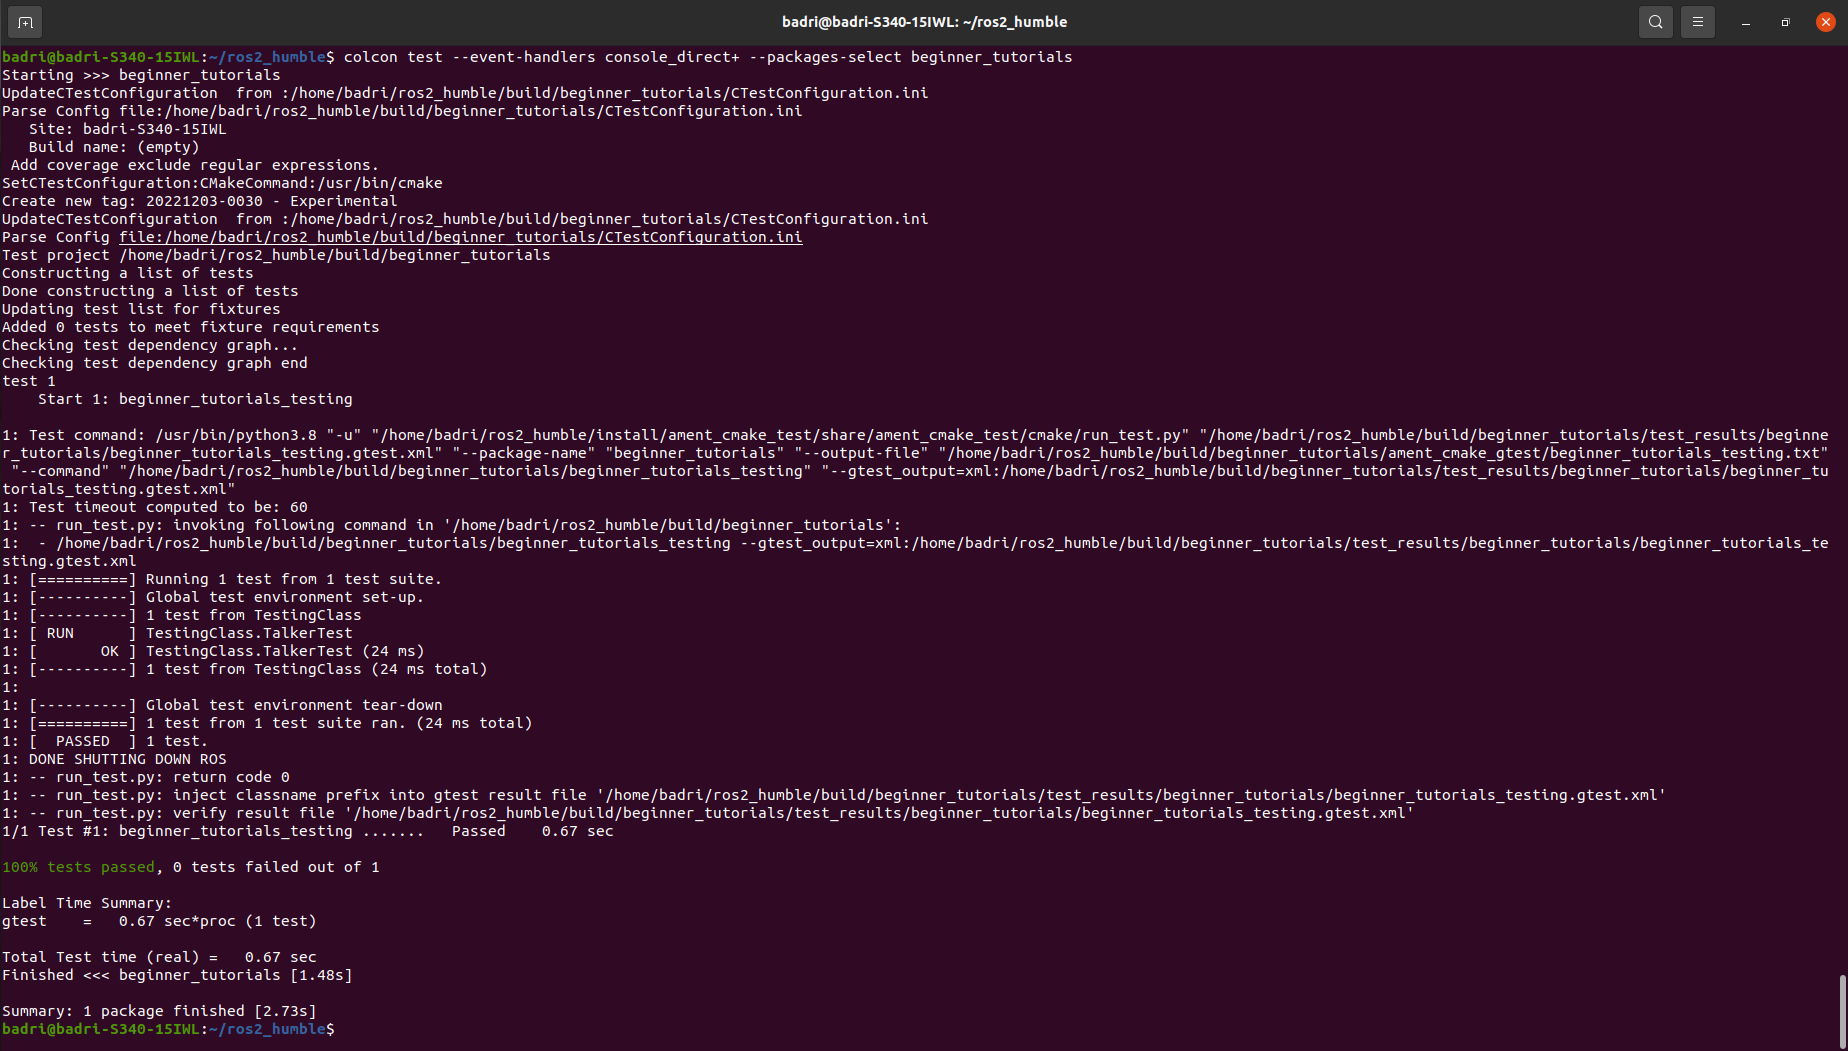 badri@badri-S340-15IWL: ~/ros2_humble
badri@badri-S340-15IWL:~/ros2_humble$ colcon test --event-handlers console_direct+ --packages-select beginner_tutorials
Starting >>> beginner_tutorials
UpdateCTestConfiguration  from :/home/badri/ros2_humble/build/beginner_tutorials/CTestConfiguration.ini
Parse Config file:/home/badri/ros2_humble/build/beginner_tutorials/CTestConfiguration.ini
   Site: badri-S340-15IWL
   Build name: (empty)
 Add coverage exclude regular expressions.
SetCTestConfiguration:CMakeCommand:/usr/bin/cmake
Create new tag: 20221203-0030 - Experimental
UpdateCTestConfiguration  from :/home/badri/ros2_humble/build/beginner_tutorials/CTestConfiguration.ini
Parse Config file:/home/badri/ros2_humble/build/beginner_tutorials/CTestConfiguration.ini
Test project /home/badri/ros2_humble/build/beginner_tutorials
Constructing a list of tests
Done constructing a list of tests
Updating test list for fixtures
Added 0 tests to meet fixture requirements
Checking test dependency graph...
Checking test dependency graph end
test 1
    Start 1: beginner_tutorials_testing
1: Test command: /usr/bin/python3.8 "-u" "/home/badri/ros2_humble/install/ament_cmake_test/share/ament_cmake_test/cmake/run_test.py" "/home/badri/ros2_humble/build/beginner_tutorials/test_results/beginne
r_tutorials/beginner_tutorials_testing.gtest.xml" "--package-name" "beginner_tutorials" "--output-file" "/home/badri/ros2_humble/build/beginner_tutorials/ament_cmake_gtest/beginner_tutorials_testing.txt"
 "--command" "/home/badri/ros2_humble/build/beginner_tutorials/beginner_tutorials_testing" "--gtest_output=xml:/home/badri/ros2_humble/build/beginner_tutorials/test_results/beginner_tutorials/beginner_tu
torials_testing.gtest.xml"
1: Test timeout computed to be: 60
1: -- run_test.py: invoking following command in '/home/badri/ros2_humble/build/beginner_tutorials':
1:  - /home/badri/ros2_humble/build/beginner_tutorials/beginner_tutorials_testing --gtest_output=xml:/home/badri/ros2_humble/build/beginner_tutorials/test_results/beginner_tutorials/beginner_tutorials_te
sting.gtest.xml
1: [==========] Running 1 test from 1 test suite.
1: [----------] Global test environment set-up.
1: [----------] 1 test from TestingClass
1: [ RUN      ] TestingClass.TalkerTest
1: [       OK ] TestingClass.TalkerTest (24 ms)
1: [----------] 1 test from TestingClass (24 ms total)
1:
1: [----------] Global test environment tear-down
1: [==========] 1 test from 1 test suite ran. (24 ms total)
1: [  PASSED  ] 1 test.
1: DONE SHUTTING DOWN ROS
1: -- run_test.py: return code 0
1: -- run_test.py: inject classname prefix into gtest result file '/home/badri/ros2_humble/build/beginner_tutorials/test_results/beginner_tutorials/beginner_tutorials_testing.gtest.xml'
1: -- run_test.py: verify result file '/home/badri/ros2_humble/build/beginner_tutorials/test_results/beginner_tutorials/beginner_tutorials_testing.gtest.xml'
1/1 Test #1: beginner_tutorials_testing .......   Passed    0.67 sec
100% tests passed, 0 tests failed out of 1
Label Time Summary:
gtest    =   0.67 sec*proc (1 test)
Total Test time (real) =   0.67 sec
Finished <<< beginner_tutorials [1.48s]
Summary: 1 package finished [2.73s]
badri@badri-S340-15IWL:~/ros2_humble$